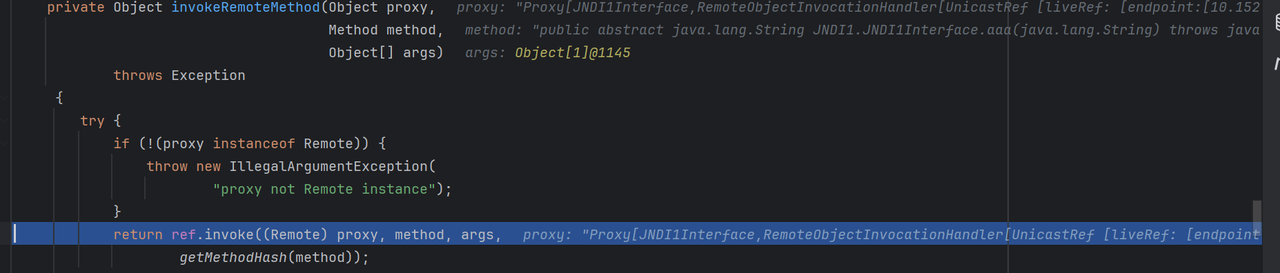 private Object invokeRemoteMethod(Object proxy,   proxy: "Proxy[JNDI1Interface,RemoteObjectInvocationHandler[UnicastRef [liveRef: [endpoint:[10.152
Method method,   method: "public abstract java.lang.String JNDI1.JNDI1Interface.aaa(java.lang.String) throws java
Object[] args)   args: Object[1]@1145
throws Exception
{
try {
if (!(proxy instanceof Remote)) {
throw new IllegalArgumentException(
"proxy not Remote instance");
}
return ref.invoke((Remote) proxy, method, args,   proxy: "Proxy[JNDI1Interface,RemoteObjectInvocationHandler[UnicastRef [liveRef: [endpoint
getMethodHash(method));